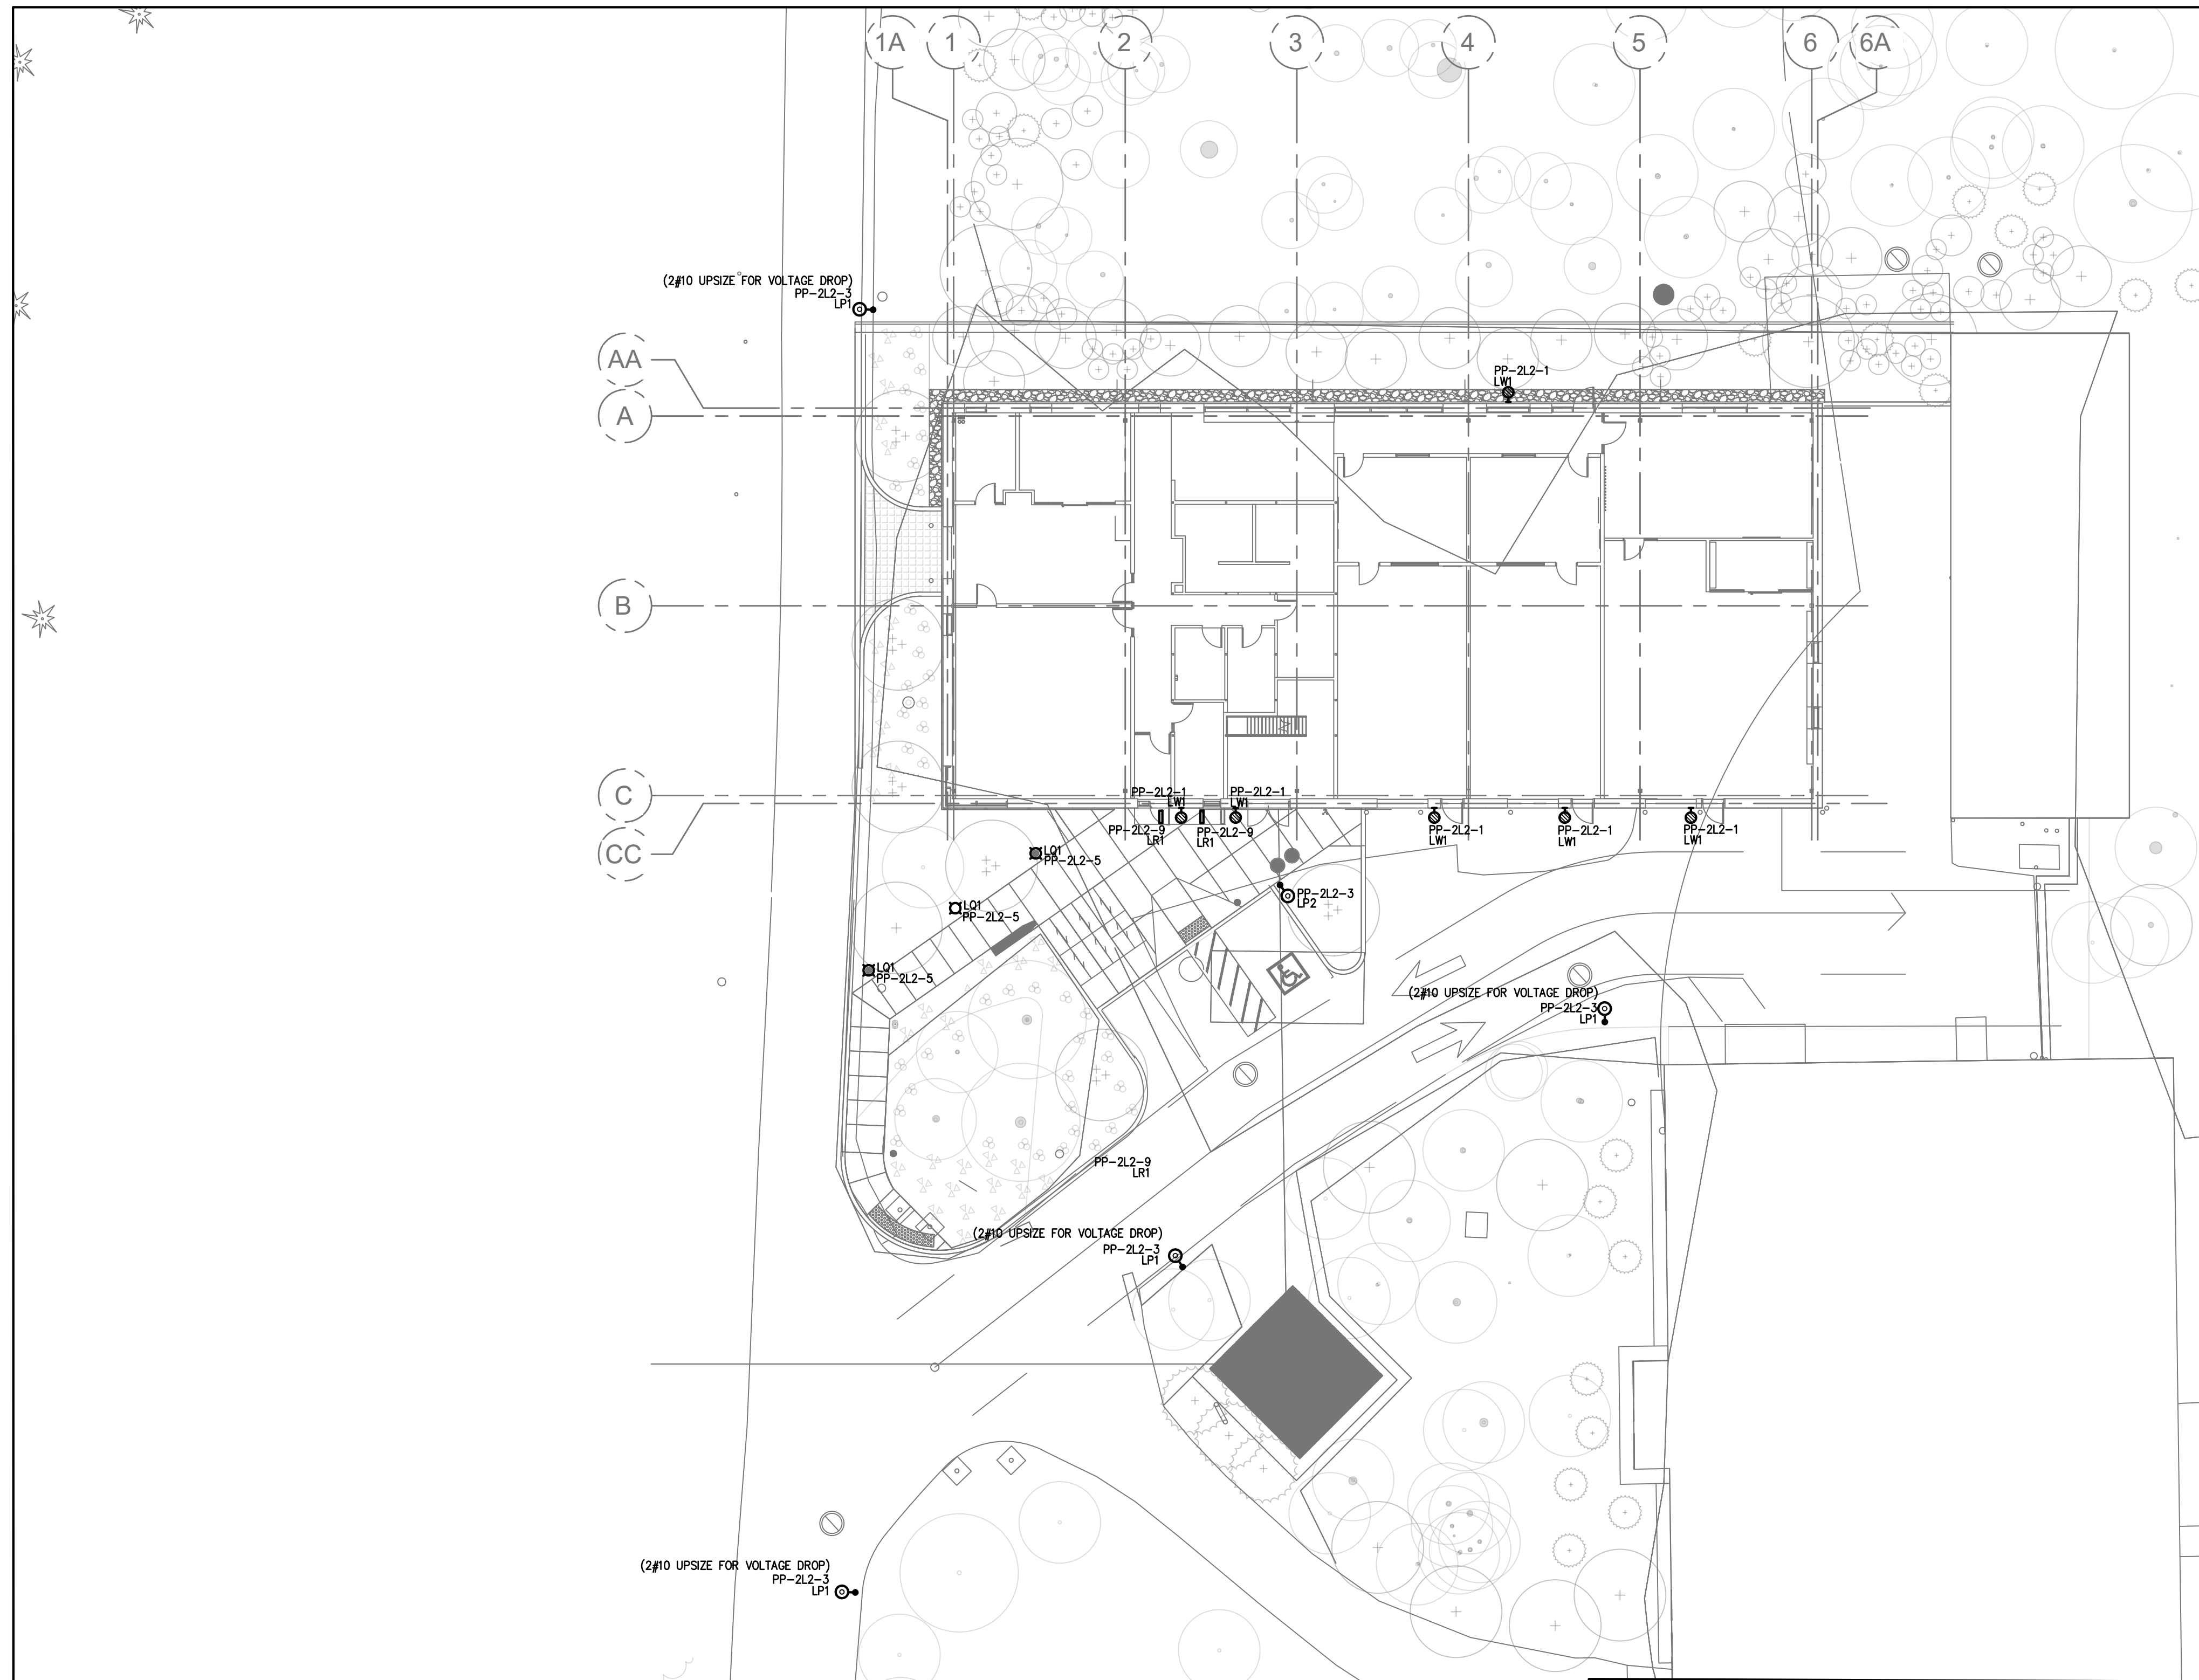 1A
1
2
3
4
5
6
6A
(2#10 UPSIZE FOR VOLTAGE DROP)
PP-2L2-3
LP1
AA
A
PP-2L2-1
LW1
B
C
CC
PP-2L2-1
LW1
PP-2L2-1
LW1
PP-2L2-9
LR1
PP-2L2-9
LR1
PP-2L2-1
LW1
PP-2L2-1
LW1
PP-2L2-1
LW1
LQ1
PP-2L2-5
LQ1
PP-2L2-5
LQ1
PP-2L2-5
PP-2L2-3
LP2
(2#10 UPSIZE FOR VOLTAGE DROP)
PP-2L2-3
LP1
PP-2L2-9
LR1
(2#10 UPSIZE FOR VOLTAGE DROP)
PP-2L2-3
LP1
(2#10 UPSIZE FOR VOLTAGE DROP)
PP-2L2-3
LP1